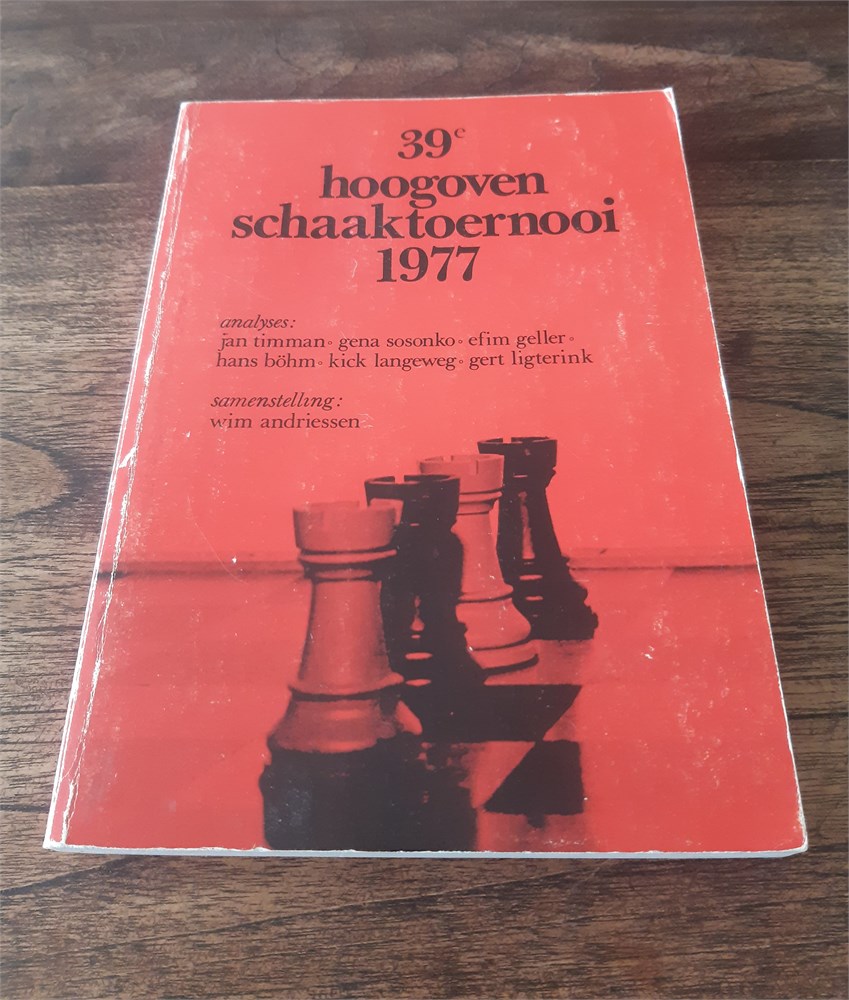 39e
hoogoven
schaaktoernooi
1977
analyses:
jan timman◦ gena sosonko◦ efim geller◦
hans böhm◦ kick langeweg◦ gert ligterink
samenstelling:
wim andriessen